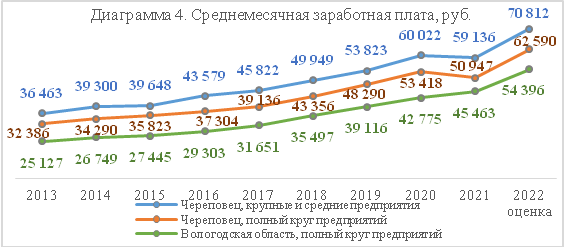 Диаграмма 4. Среднемесячная заработная плата, руб.
36 463 39 300 39 648 43 579 45 822 49 949 53 823 60 022 59 136 70 812
32 386 34 290 35 823 37 304 39 136 43 356 48 290 53 418 50 947 62 590
25 127 26 749 27 445 29 303 31 651 35 497 39 116 42 775 45 463 54 396
2013 2014 2015 2016 2017 2018 2019 2020 2021 2022
оценка
Череповец, крупные и средние предприятия
Череповец, полный круг предприятий
Вологодская область, полный круг предприятий